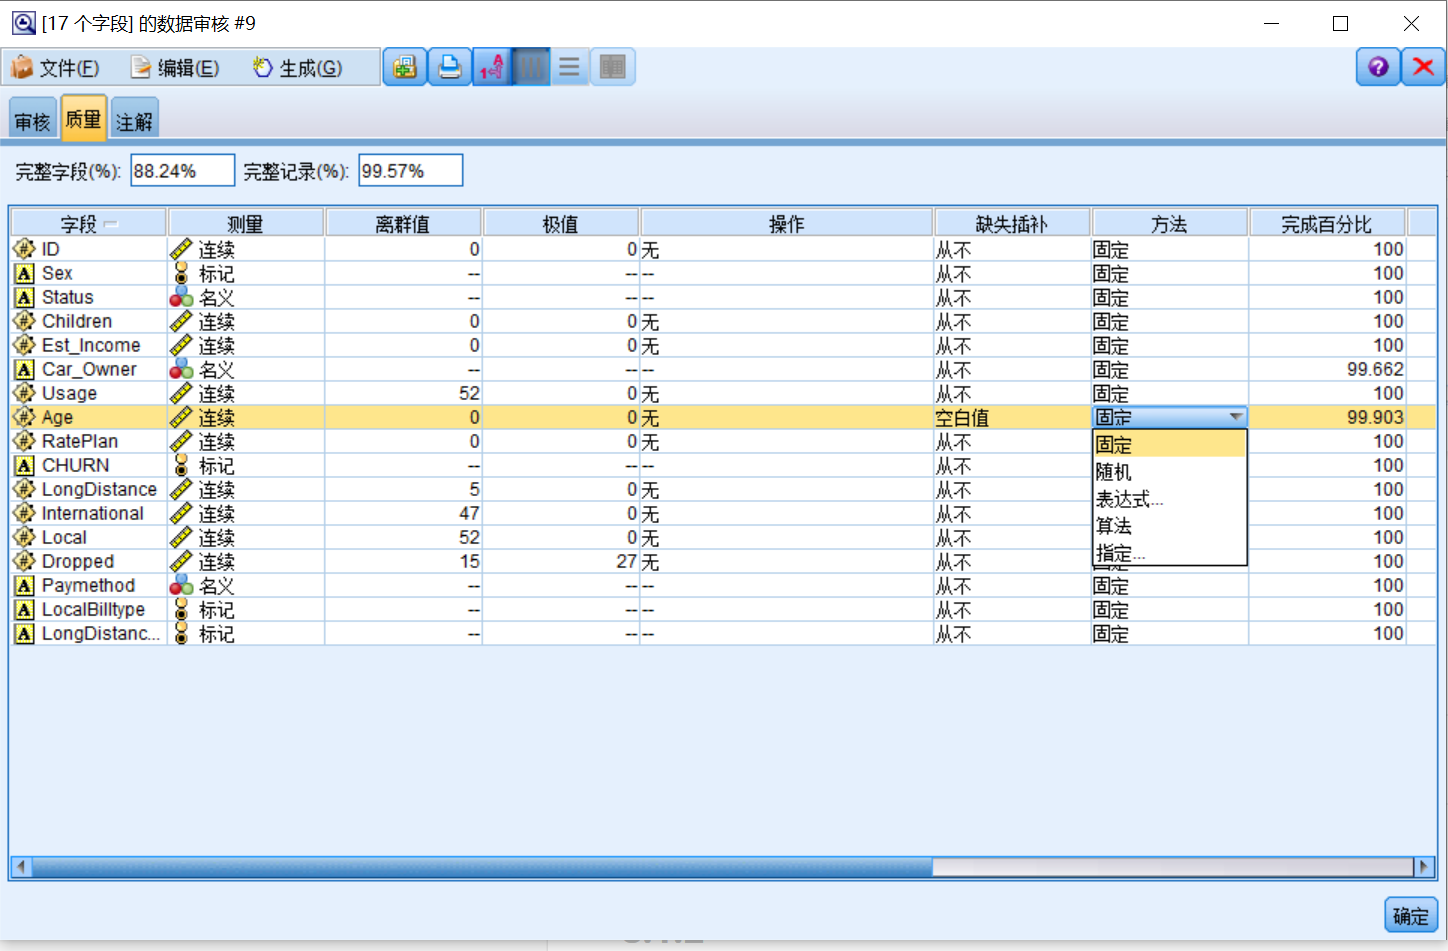 [17 个字段] 的数据审核 #9
文件(F) 编辑(E) 生成(G)
审核 质量 注解
完整字段(%): 88.24% 完整记录(%): 99.57%
字段 测量 离群值 极值 操作 缺失插补 方法 完成百分比
ID 连续 0 0 无 从不 固定 100
Sex 标记 -- -- -- 从不 固定 100
Status 名义 -- -- -- 从不 固定 100
Children 连续 0 0 无 从不 固定 100
Est_Income 连续 0 0 无 从不 固定 100
Car_Owner 名义 -- -- -- 从不 固定 99.662
Usage 连续 52 0 无 从不 固定 100
Age 连续 0 0 无 空白值 固定 99.903
RatePlan 连续 0 0 无 从不 固定 100
CHURN 标记 -- -- -- 从不 随机 100
LongDistance 连续 5 0 无 从不 表达式... 100
International 连续 47 0 无 从不 算法 100
Local 连续 52 0 无 从不 指定... 100
Dropped 连续 15 27 无 从不 100
Paymethod 名义 -- -- -- 从不 固定 100
LocalBilltype 标记 -- -- -- 从不 固定 100
LongDistanc... 标记 -- -- -- 从不 固定 100
确定